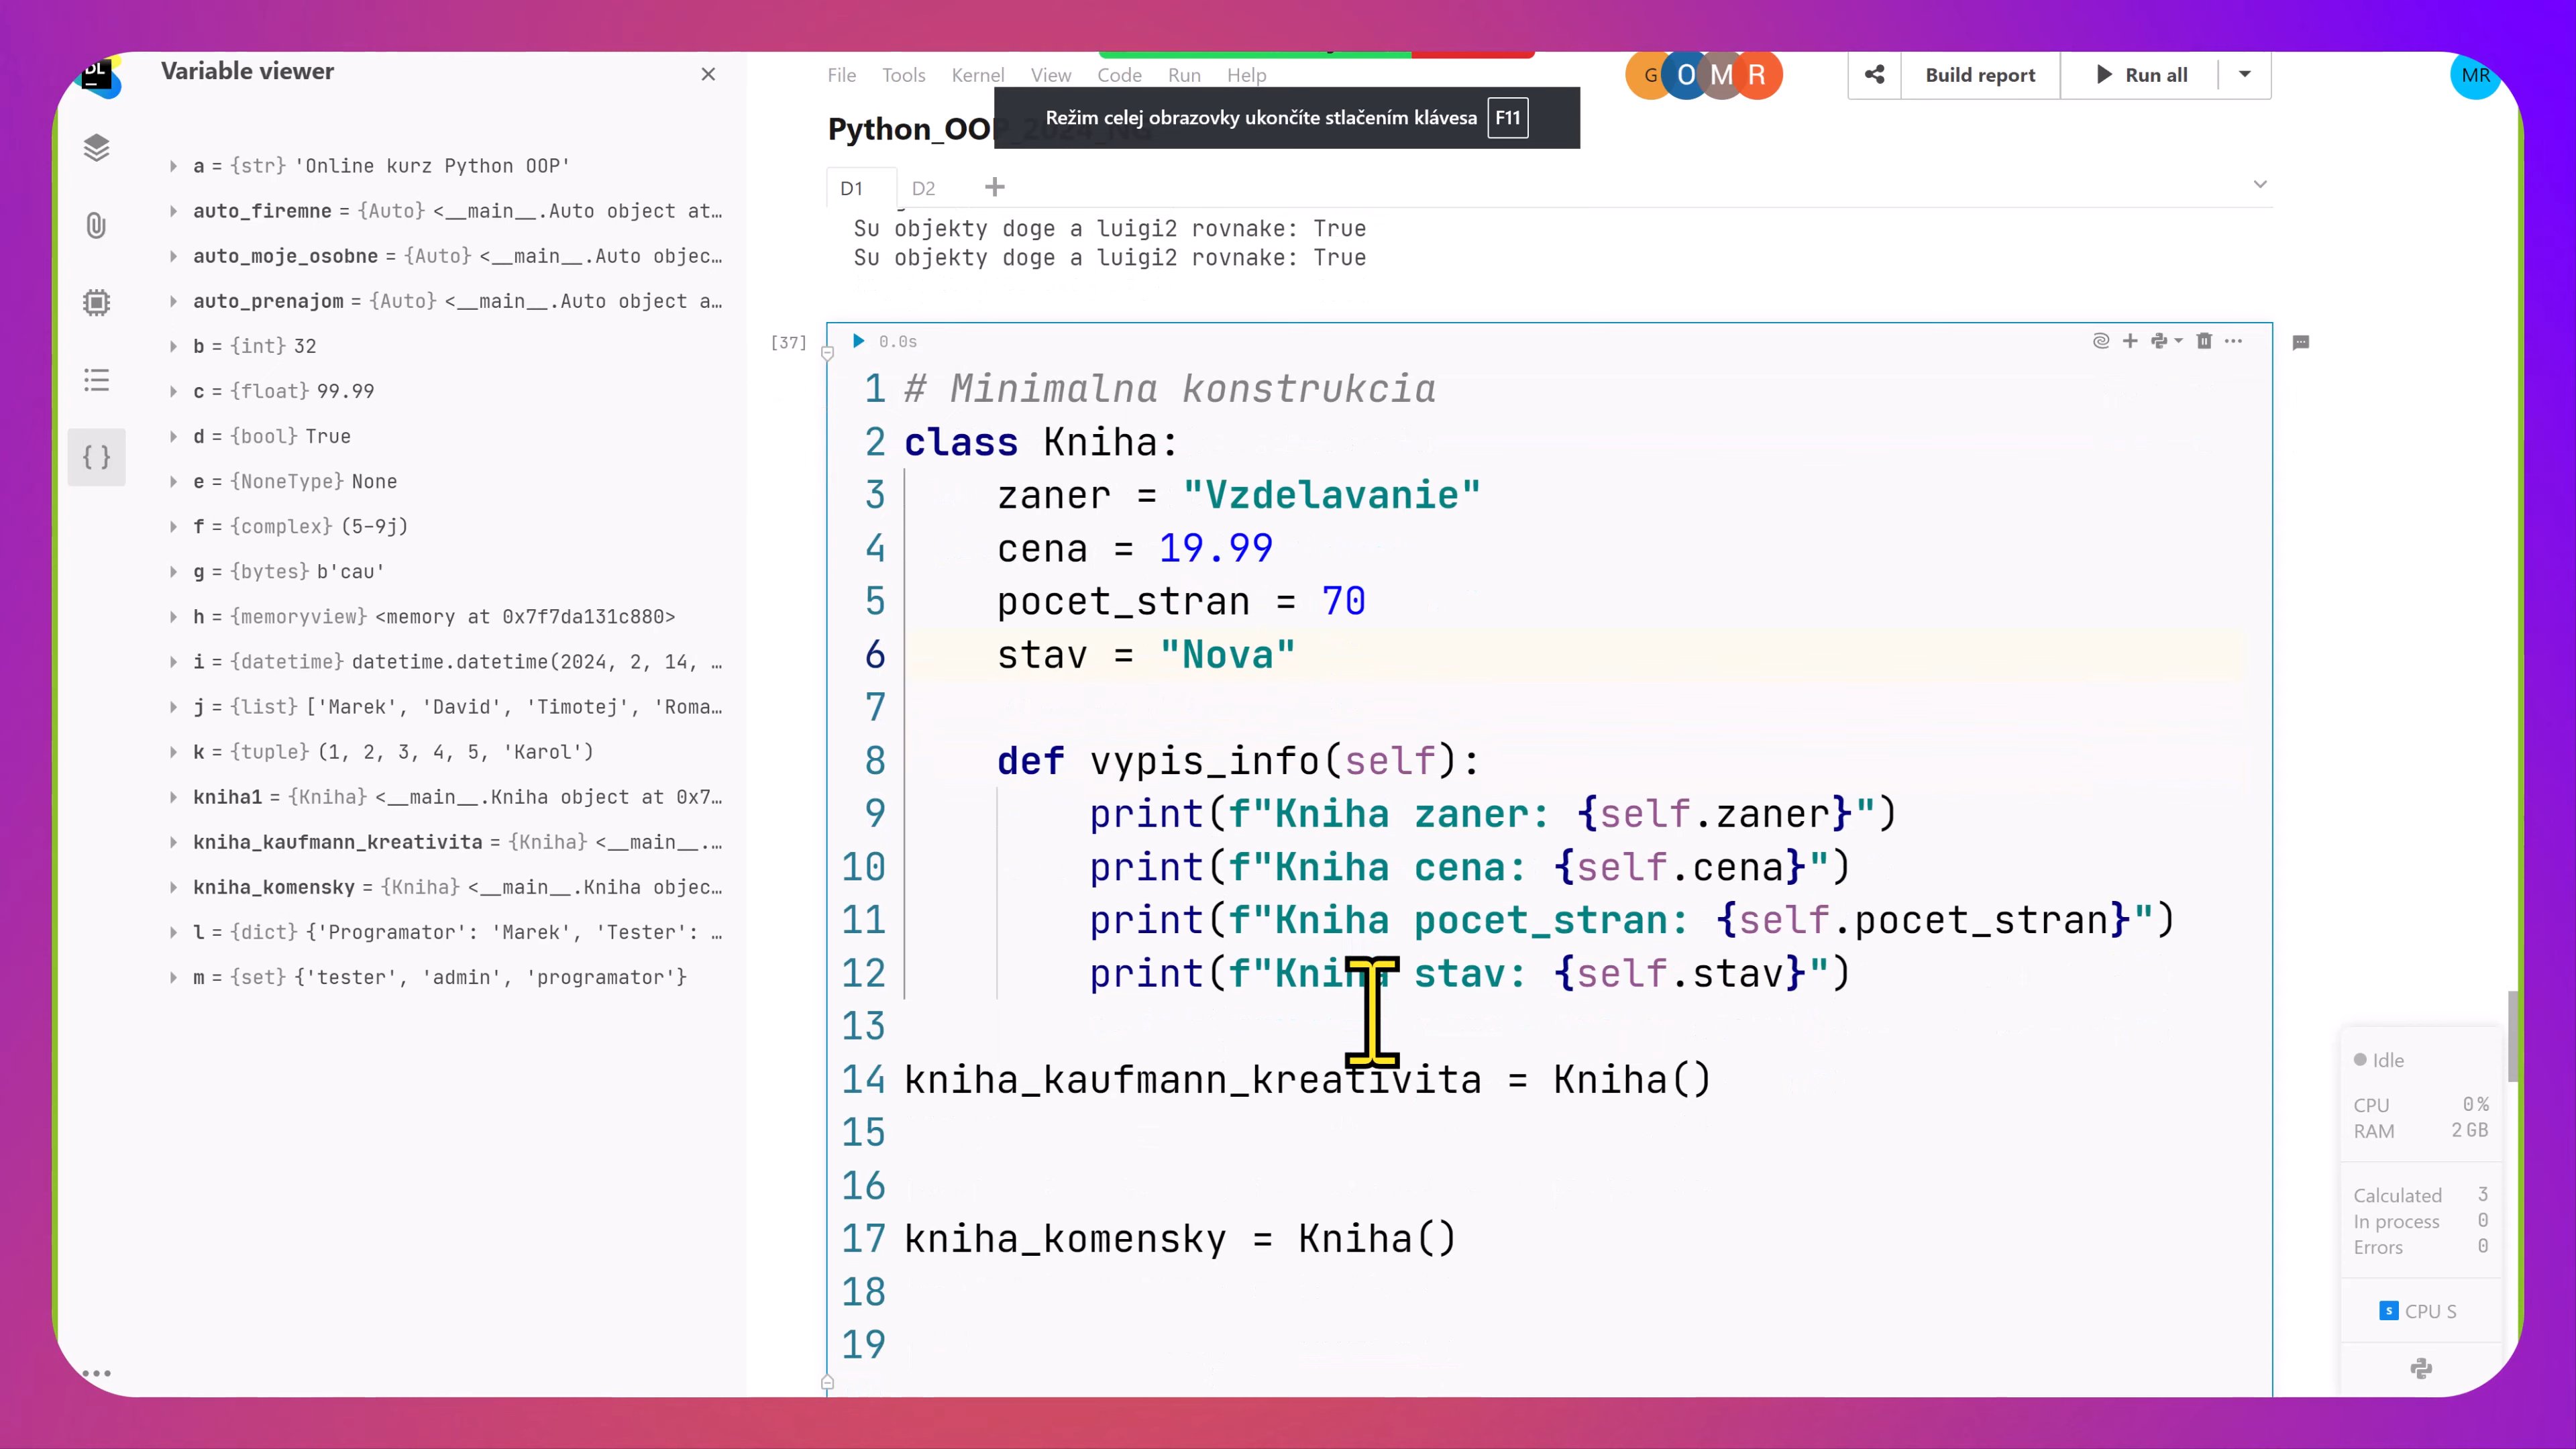 DL
Variable viewer
a = {str} 'Online kurz Python OOP'
auto_firemne = {Auto} <__main__.Auto object at…
auto_moje_osobne = {Auto} <__main__.Auto objec…
auto_prenajom = {Auto} <__main__.Auto object a…
b = {int} 32
c = {float} 99.99
d = {bool} True
e = {NoneType} None
f = {complex} (5-9j)
g = {bytes} b'cau'
h = {memoryview} <memory at 0x7f7da131c880>
i = {datetime} datetime.datetime(2024, 2, 14, …
j = {list} ['Marek', 'David', 'Timotej', 'Roma…
k = {tuple} (1, 2, 3, 4, 5, 'Karol')
kniha1 = {Kniha} <__main__.Kniha object at 0x7…
kniha_kaufmann_kreativita = {Kniha} <__main__.…
kniha_komensky = {Kniha} <__main__.Kniha objec…
l = {dict} {'Programator': 'Marek', 'Tester': …
m = {set} {'tester', 'admin', 'programator'}
File Tools Kernel View Code Run Help
G O M R
Build report
Run all
MR
Režim celej obrazovky ukončíte stlačením klávesa F11
Python_OOP_2024_NG
D1 D2
Su objekty doge a luigi2 rovnake: True
Su objekty doge a luigi2 rovnake: True
[37] 0.0s
1 # Minimalna konstrukcia
2 class Kniha:
3 zaner = "Vzdelavanie"
4 cena = 19.99
5 pocet_stran = 70
6 stav = "Nova"
7
8 def vypis_info(self):
9 print(f"Kniha zaner: {self.zaner}")
10 print(f"Kniha cena: {self.cena}")
11 print(f"Kniha pocet_stran: {self.pocet_stran}")
12 print(f"Kniha stav: {self.stav}")
13
14 kniha_kaufmann_kreativita = Kniha()
15
16
17 kniha_komensky = Kniha()
18
19
Idle
CPU 0%
RAM 2 GB
Calculated 3
In process 0
Errors 0
S CPU S